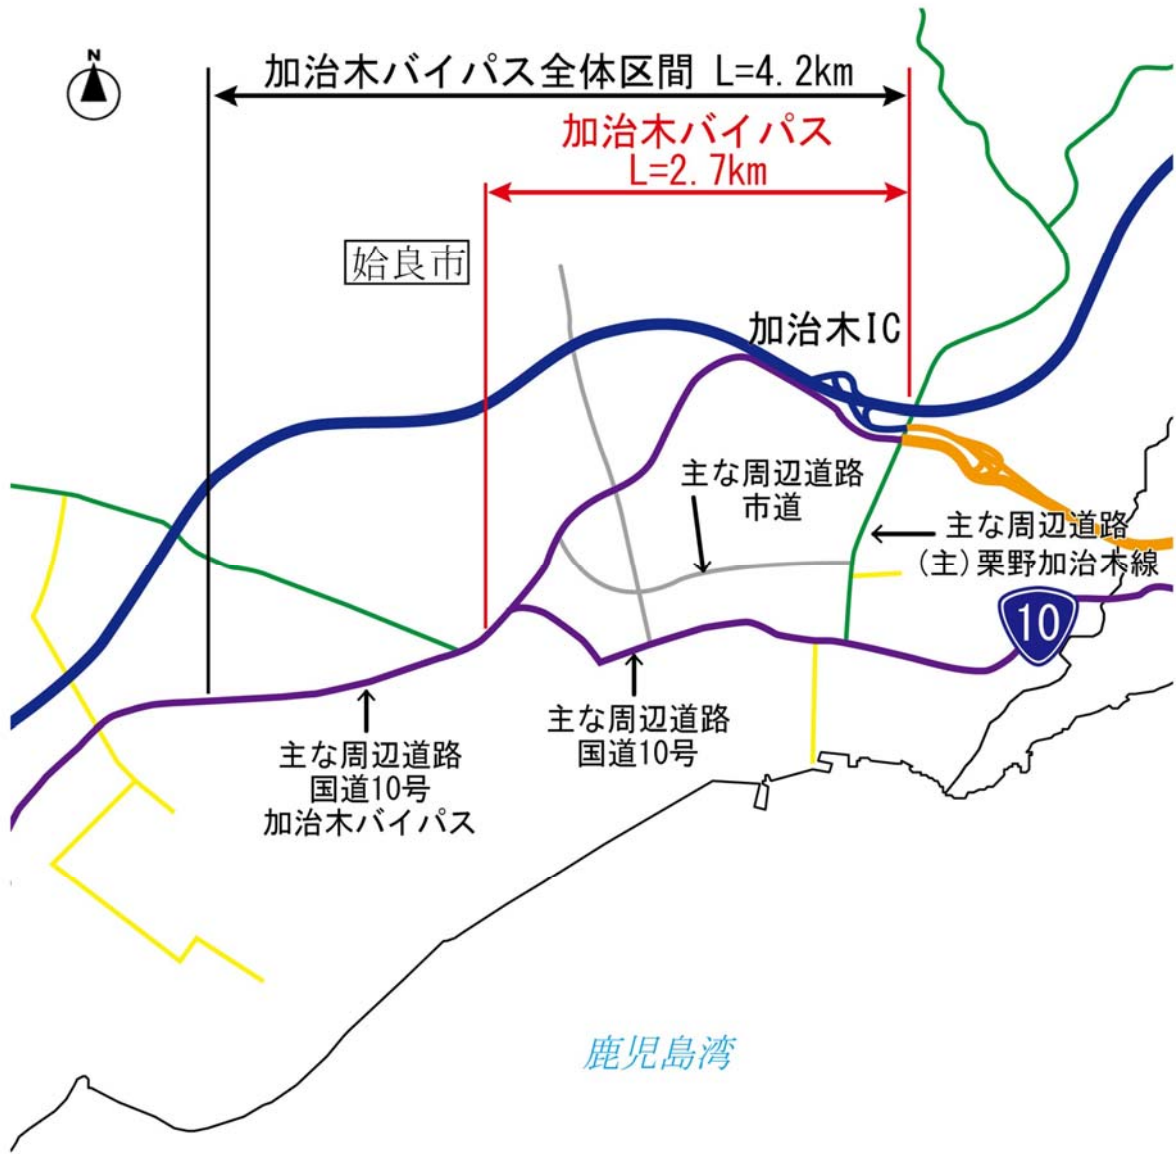 N
加治木バイパス全体区間 L=4.2km
加治木バイパス
L=2.7km
姶良市
加治木IC
主な周辺道路
市道
主な周辺道路
(主)栗野加治木線
10
主な周辺道路
国道10号
主な周辺道路
国道10号
加治木バイパス
鹿児島湾